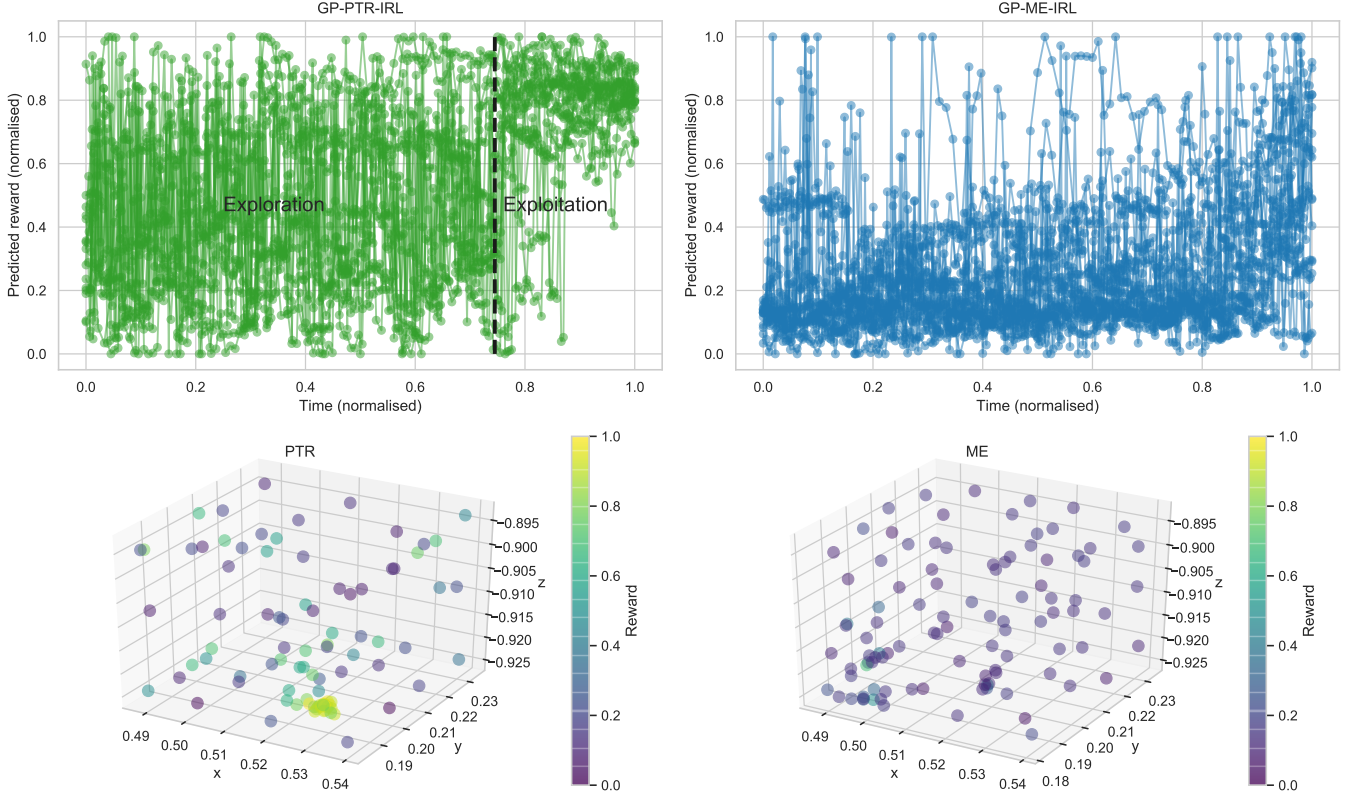 GP-PTR-IRL
GP-ME-IRL
Predicted reward (normalised)
1.0
0.8
0.6
0.4
0.2
0.0
Exploration
Exploitation
0.0 0.2 0.4 0.6 0.8 1.0
Time (normalised)
Predicted reward (normalised)
1.0
0.8
0.6
0.4
0.2
0.0
0.0 0.2 0.4 0.6 0.8 1.0
Time (normalised)
PTR
−0.895
−0.900
−0.905
z
−0.910
−0.915
−0.920
−0.925
0.23
0.22
0.21
y
0.20
0.19
0.49 0.50 0.51 0.52 0.53 0.54
x
1.0
0.8
0.6
Reward
0.4
0.2
0.0
ME
−0.895
−0.900
−0.905
z
−0.910
−0.915
−0.920
−0.925
0.23
0.22
0.21
y
0.20
0.19
0.18
0.49 0.50 0.51 0.52 0.53 0.54
x
1.0
0.8
0.6
Reward
0.4
0.2
0.0